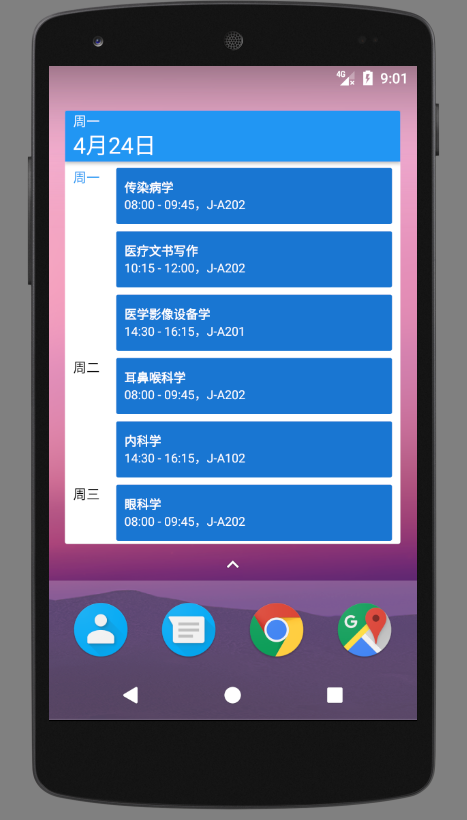 4G 9:01
周一
4月24日
周一
传染病学
08:00 - 09:45，J-A202
医疗文书写作
10:15 - 12:00，J-A202
医学影像设备学
14:30 - 16:15，J-A201
周二
耳鼻喉科学
08:00 - 09:45，J-A202
内科学
14:30 - 16:15，J-A102
周三
眼科学
08:00 - 09:45，J-A202
G